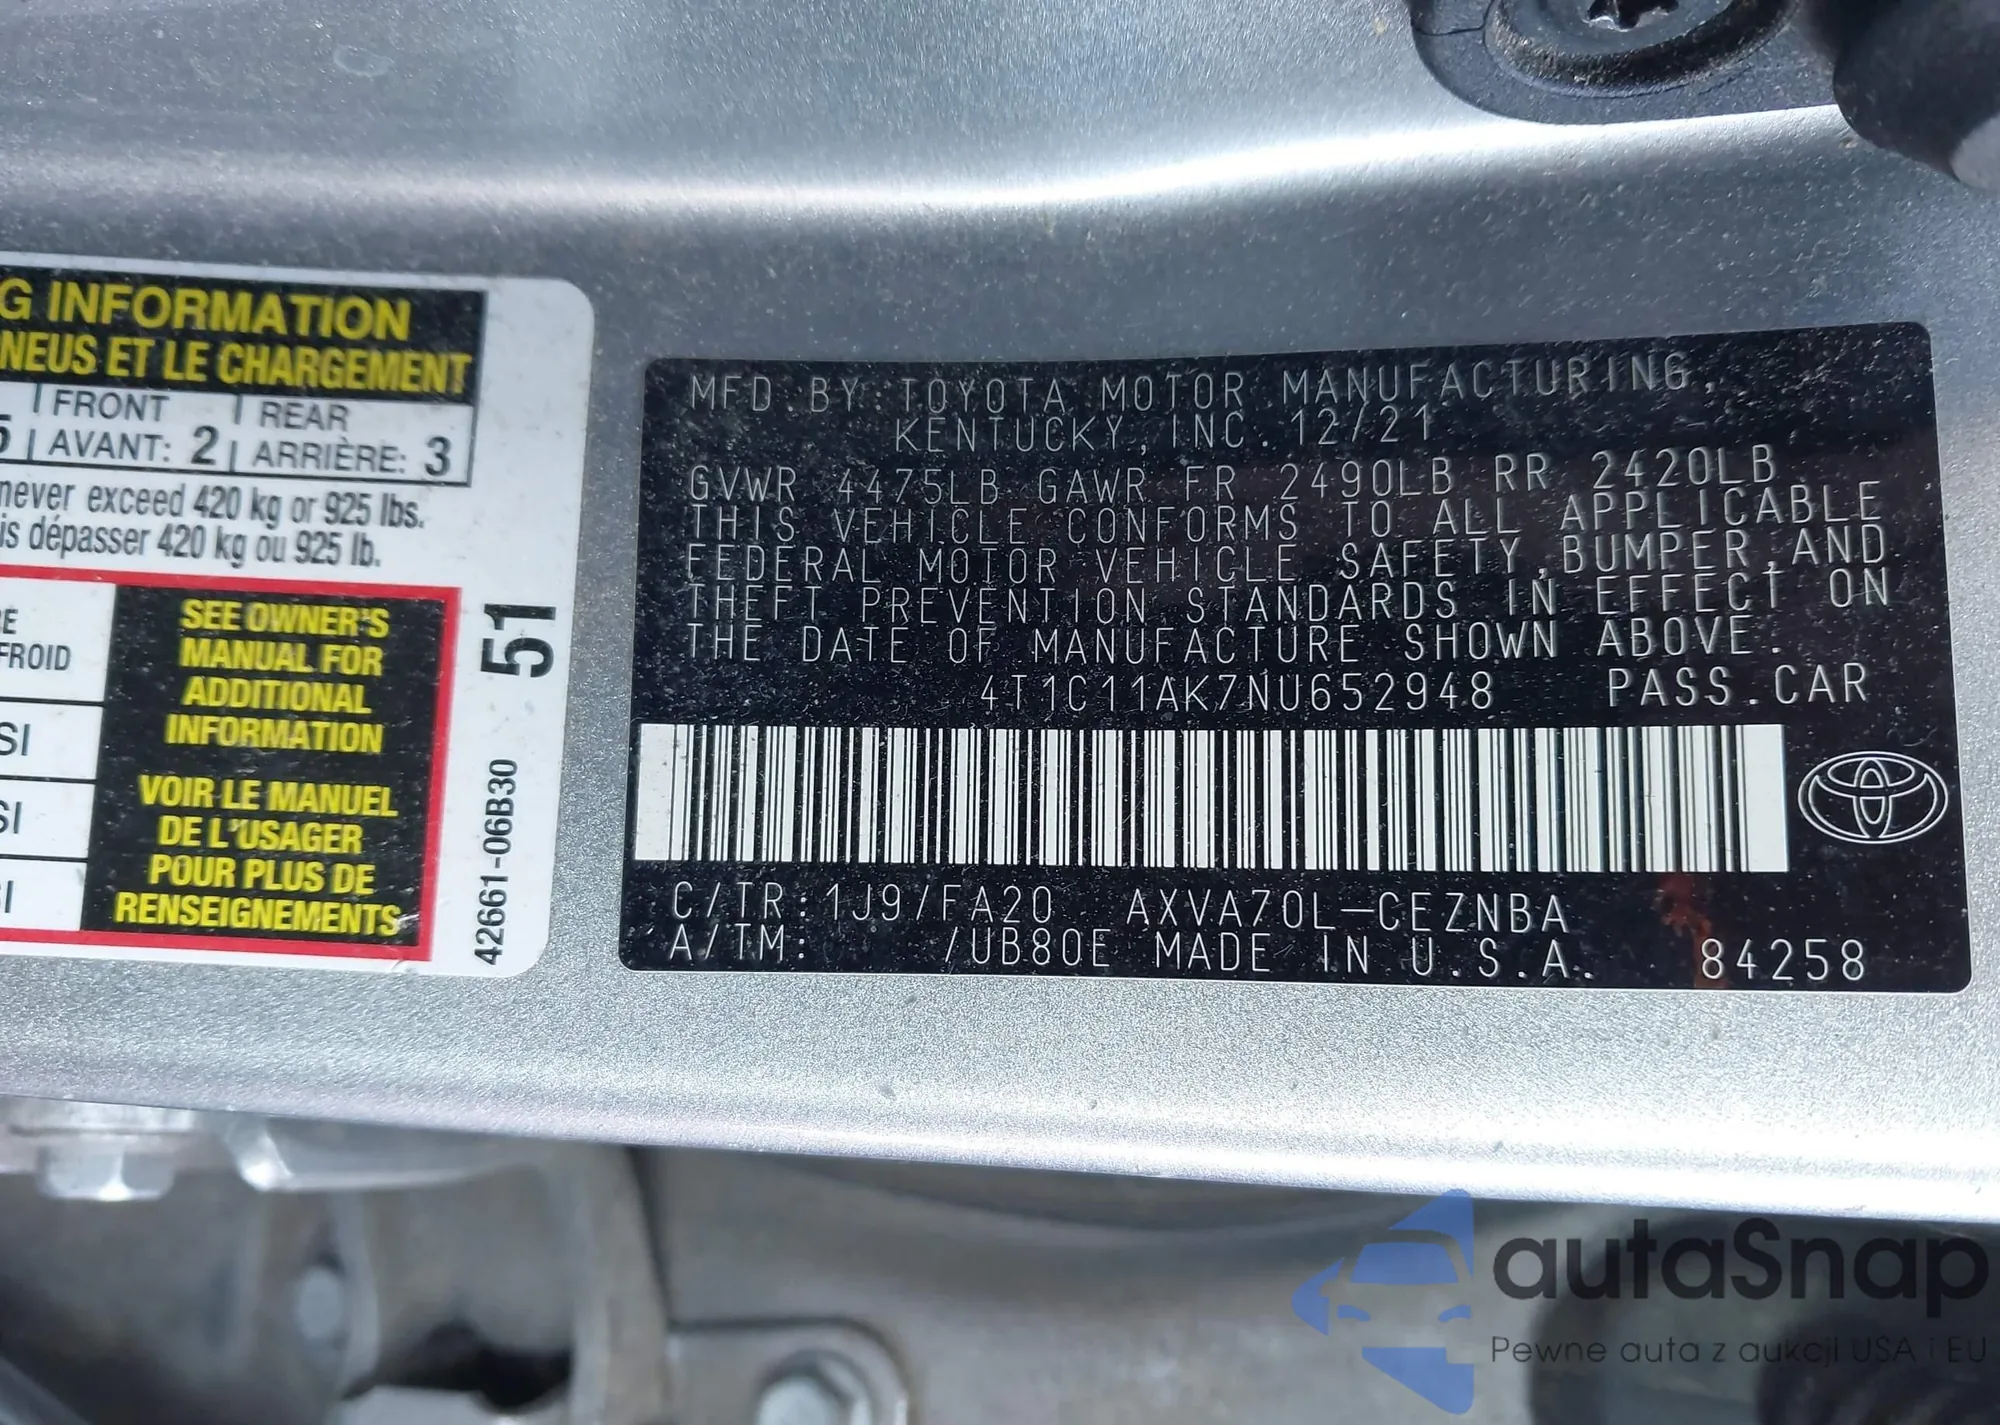 G INFORMATION
NEUS ET LE CHARGEMENT
5 FRONT REAR
AVANT: 2 ARRIÈRE: 3
never exceed 420 kg or 925 lbs.
is dépasser 420 kg ou 925 lb.
RE
FROID
SI
SI
SI
SEE OWNER'S
MANUAL FOR
ADDITIONAL
INFORMATION
VOIR LE MANUEL
DE L'USAGER
POUR PLUS DE
RENSEIGNEMENTS
51
42661-06B30
MFD.BY:TOYOTA MOTOR MANUFACTURING,
KENTUCKY,INC.12/21
GVWR 4475LB GAWR FR 2490LB RR 2420LB
THIS VEHICLE CONFORMS TO ALL APPLICABLE
FEDERAL MOTOR VEHICLE SAFETY,BUMPER,AND
THEFT PREVENTION STANDARDS IN EFFECT ON
THE DATE OF MANUFACTURE SHOWN ABOVE.
4T1C11AK7NU652948 PASS.CAR
C/TR:1J9/FA20 AXVA70L-CEZNBA
A/TM: /UB80E MADE IN U.S.A. 84258
autaSnap
Pewne auta z aukcji USA i EU